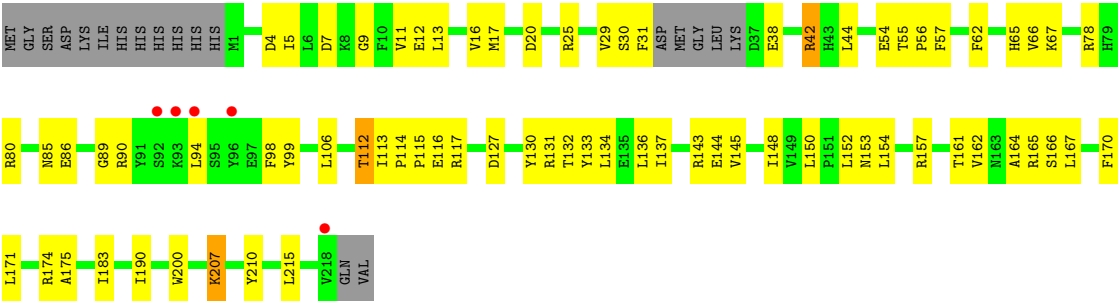 MET GLY SER ASP LYS ILE HIS HIS HIS HIS HIS HIS M1 D4 I5 L6 D7 K8 G9 F10 V11 E12 L13 V16 M17 D20 R25 V29 S30 F31 ASP MET GLY LEU LYS D37 E38 R42 H43 L44 E54 T55 P56 F57 F62 H65 V66 K67 R78 H79
R80 N85 E86 G89 R90 Y91 S92 K93 L94 S95 Y96 E97 F98 Y99 L106 T112 I113 P114 P115 E116 R117 D127 Y130 R131 T132 Y133 L134 E135 L136 I137 R143 E144 V145 I148 V149 L150 P151 L152 N153 L154 R157 T161 V162 N163 A164 R165 S166 L167 F170
L171 R174 A175 I183 I190 W200 K207 Y210 L215 V218 GLN VAL